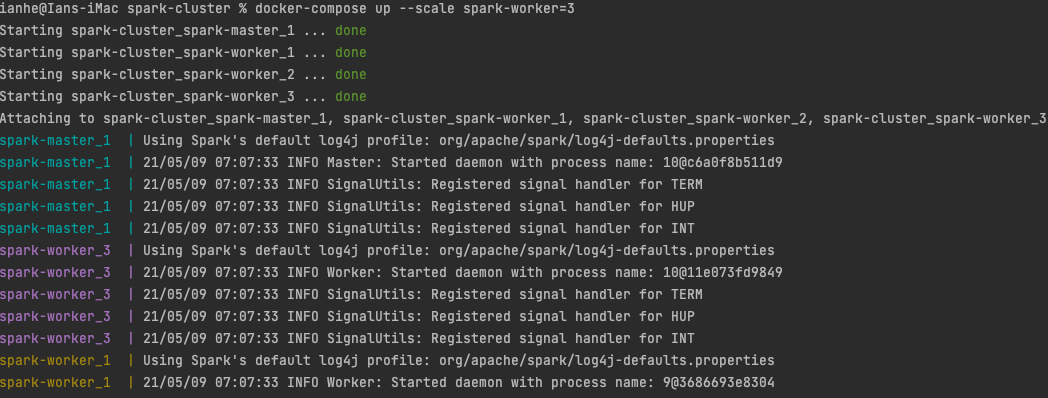 ianhe@Ians-iMac spark-cluster % docker-compose up --scale spark-worker=3
Starting spark-cluster_spark-master_1 ... done
Starting spark-cluster_spark-worker_1 ... done
Starting spark-cluster_spark-worker_2 ... done
Starting spark-cluster_spark-worker_3 ... done
Attaching to spark-cluster_spark-master_1, spark-cluster_spark-worker_1, spark-cluster_spark-worker_2, spark-cluster_spark-worker_3
spark-master_1  | Using Spark's default log4j profile: org/apache/spark/log4j-defaults.properties
spark-master_1  | 21/05/09 07:07:33 INFO Master: Started daemon with process name: 10@c6a0f8b511d9
spark-master_1  | 21/05/09 07:07:33 INFO SignalUtils: Registered signal handler for TERM
spark-master_1  | 21/05/09 07:07:33 INFO SignalUtils: Registered signal handler for HUP
spark-master_1  | 21/05/09 07:07:33 INFO SignalUtils: Registered signal handler for INT
spark-worker_3  | Using Spark's default log4j profile: org/apache/spark/log4j-defaults.properties
spark-worker_3  | 21/05/09 07:07:33 INFO Worker: Started daemon with process name: 10@11e073fd9849
spark-worker_3  | 21/05/09 07:07:33 INFO SignalUtils: Registered signal handler for TERM
spark-worker_3  | 21/05/09 07:07:33 INFO SignalUtils: Registered signal handler for HUP
spark-worker_3  | 21/05/09 07:07:33 INFO SignalUtils: Registered signal handler for INT
spark-worker_1  | Using Spark's default log4j profile: org/apache/spark/log4j-defaults.properties
spark-worker_1  | 21/05/09 07:07:33 INFO Worker: Started daemon with process name: 9@3686693e8304